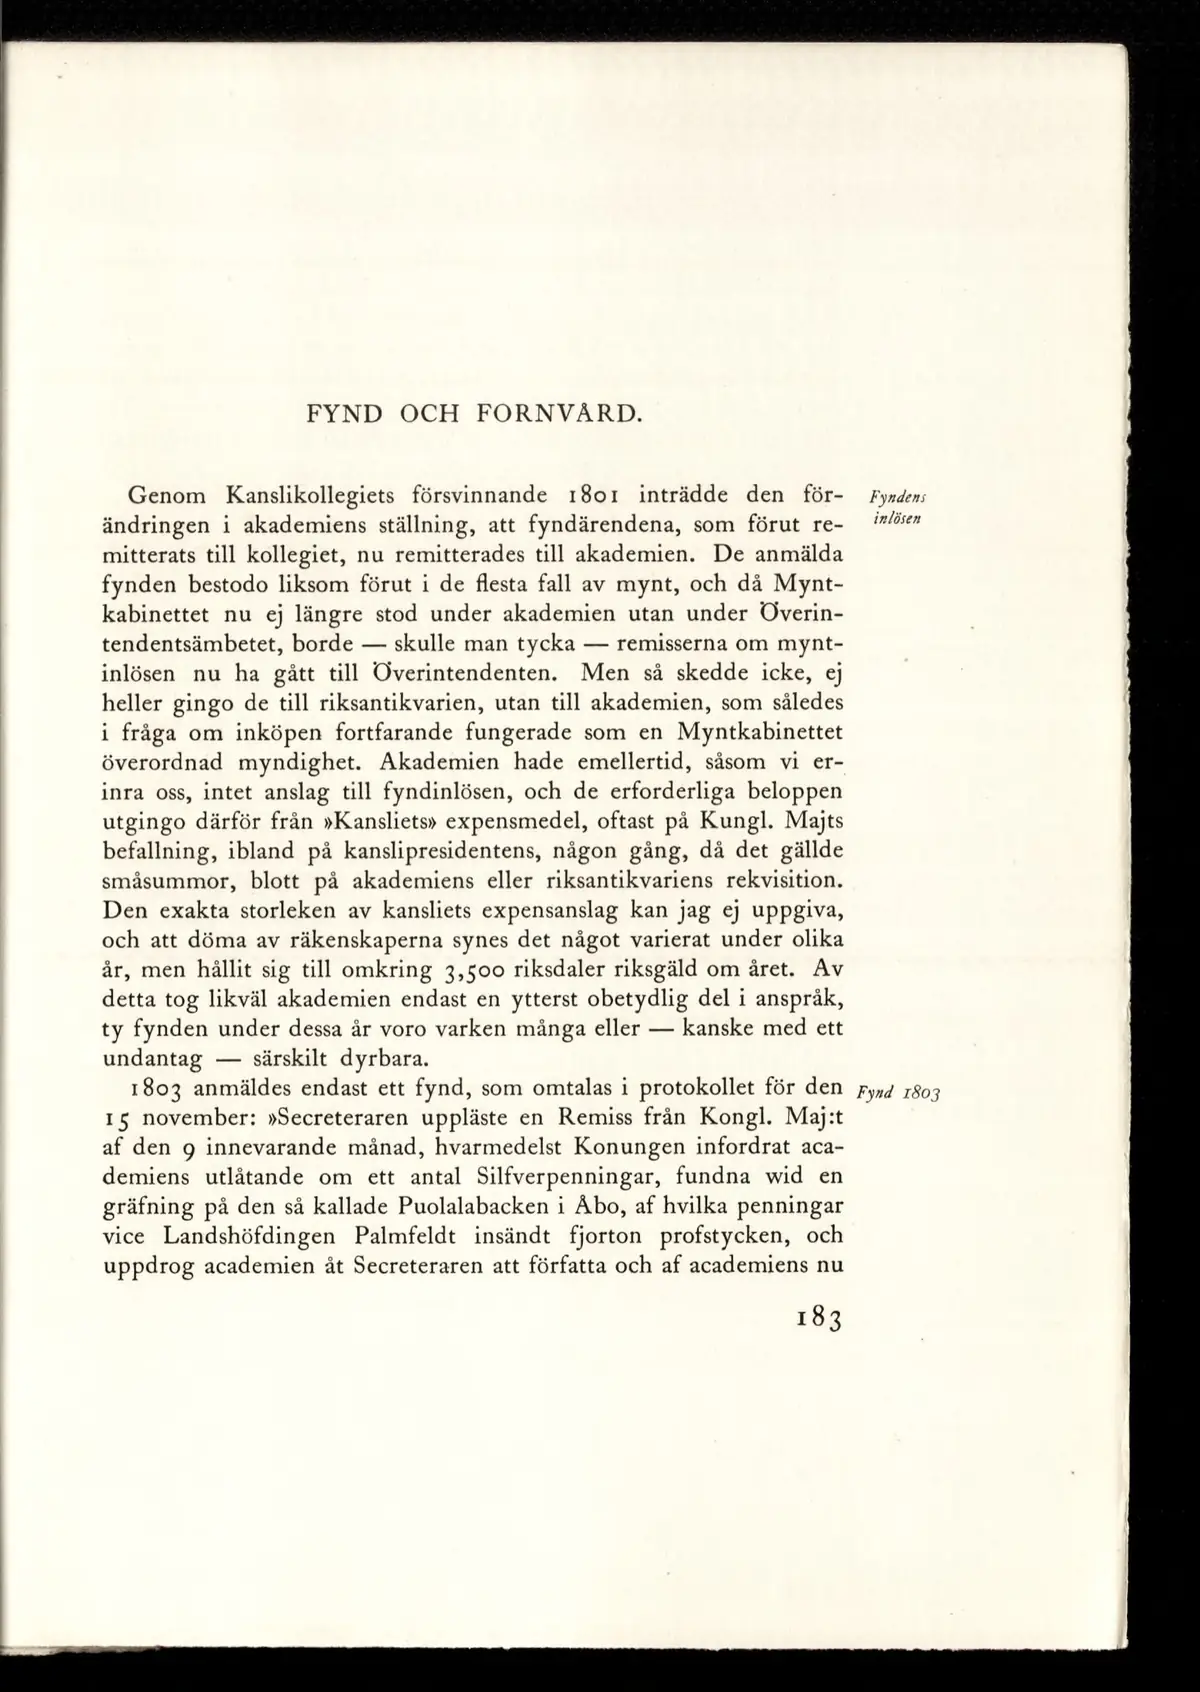 FYND OCH FORNVÅRD.
Genom Kanslikollegiets försvinnande 1801 inträdde den för-
Fyndens
inlösen
ändringen i akademiens ställning, att fyndärendena, som förut re-
mitterats till kollegiet, nu remitterades till akademien. De anmälda
fynden bestodo liksom förut i de flesta fall av mynt, och då Mynt-
kabinettet nu ej längre stod under akademien utan under Överin-
tendentsämbetet, borde — skulle man tycka — remisserna om mynt-
inlösen nu ha gått till Överintendenten. Men så skedde icke, ej
heller gingo de till riksantikvarien, utan till akademien, som således
i fråga om inköpen fortfarande fungerade som en Myntkabinettet
överordnad myndighet. Akademien hade emellertid, såsom vi er-
inra oss, intet anslag till fyndinlösen, och de erforderliga beloppen
utgingo därför från »Kansliets» expensmedel, oftast på Kungl. Majts
befallning, ibland på kanslipresidentens, någon gång, då det gällde
småsummor, blott på akademiens eller riksantikvariens rekvisition.
Den exakta storleken av kansliets expensanslag kan jag ej uppgiva,
och att döma av räkenskaperna synes det något varierat under olika
år, men hållit sig till omkring 3,500 riksdaler riksgäld om året. Av
detta tog likväl akademien endast en ytterst obetydlig del i anspråk,
ty fynden under dessa år voro varken många eller — kanske med ett
undantag — särskilt dyrbara.
1803 anmäldes endast ett fynd, som omtalas i protokollet för den
Fynd 1803
15 november: »Secreteraren uppläste en Remiss från Kongl. Maj:t
af den 9 innevarande månad, hvarmedelst Konungen infordrat aca-
demiens utlåtande om ett antal Silfverpenningar, fundna wid en
gräfning på den så kallade Puolalabacken i Åbo, af hvilka penningar
vice Landshöfdingen Palmfeldt insändt fjorton profstycken, och
uppdrog academien åt Secreteraren att författa och af academiens nu
183